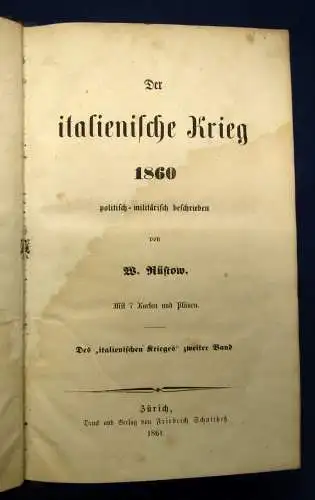 Der
italienische Krieg
1860
politisch-militärisch beschrieben
von
W. Rüstow.
Mit 7 Karten und Plänen.
Des „italienischen Krieges" zweiter Band
Zürich,
Druck und Verlag von Friedrich Schultheß
1861